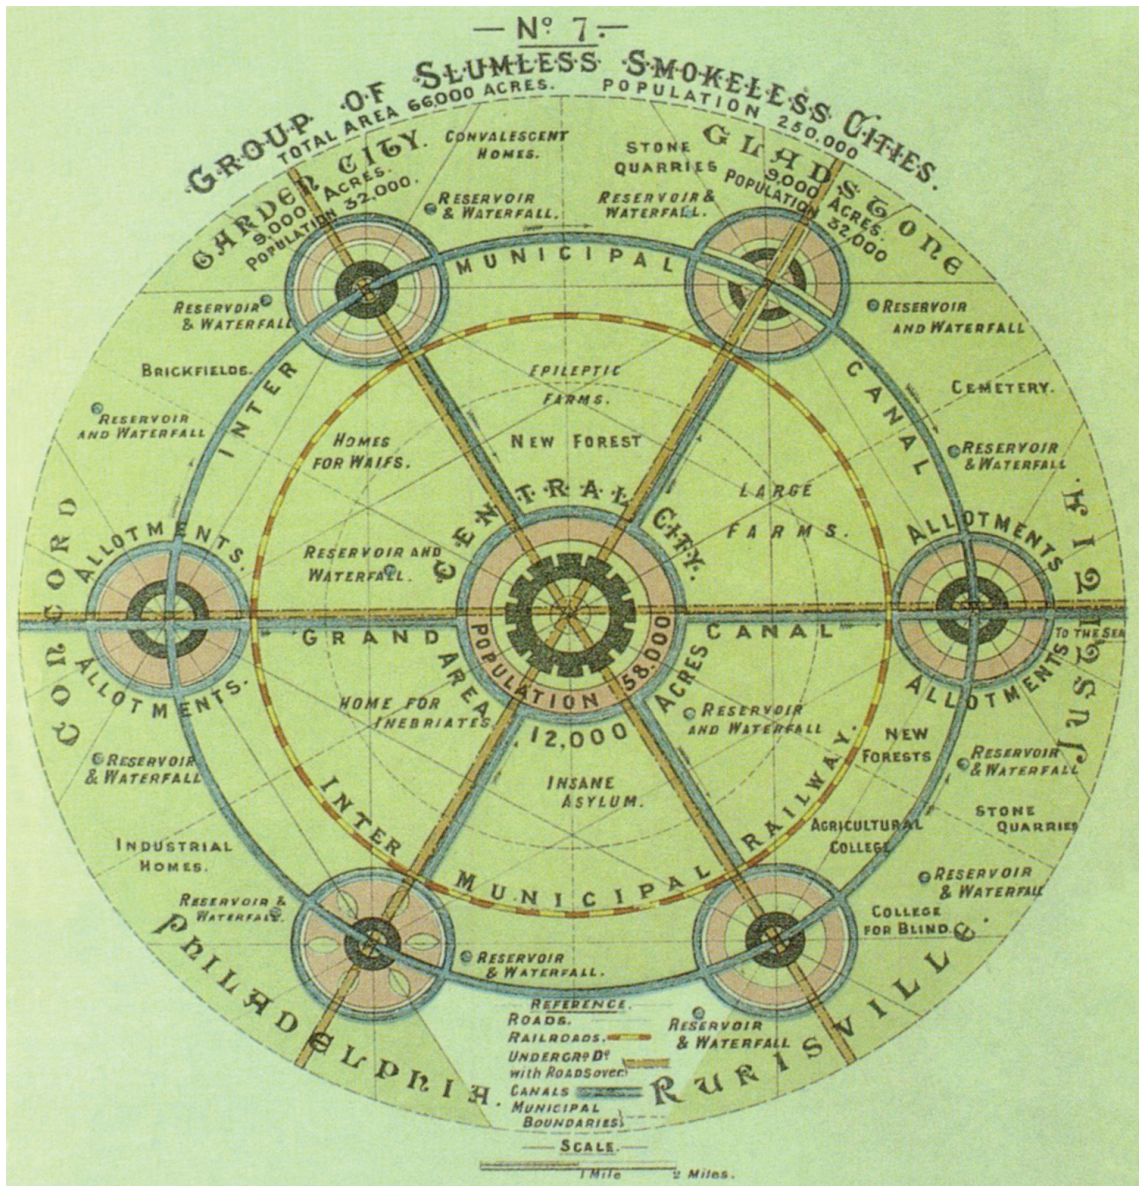 — No 7. —
GROUP OF SLUMLESS SMOKELESS CITIES.
TOTAL AREA 66,000 ACRES. POPULATION 250.000
GARDEN CITY.
9,000 ACRES.
POPULATION 32,000.
CONVALESCENT
HOMES.
STONE
QUARRIES
GLADSTONE
9,000 ACRES.
POPULATION 32,000
RESERVOIR
& WATERFALL.
RESERVOIR &
WATERFALL.
INTER MUNICIPAL CANAL
RESERVOIR
& WATERFALL
RESERVOIR
AND WATERFALL
BRICKFIELDS.
EPILEPTIC
FARMS.
CEMETERY.
RESERVOIR
AND WATERFALL
HOMES
FOR WAIFS.
NEW FOREST
RESERVOIR
& WATERFALL
LARGE
FARMS.
CENTRAL CITY.
CONCORD
ALLOTMENTS.
ALLOTMENTS
RESERVOIR AND
WATERFALL.
JUSTITIA
GRAND CANAL
TO THE SEA
POPULATION 58.000
AREA 12,000 ACRES
ALLOTMENTS.
ALLOTMENTS
HOME FOR
INEBRIATES.
RESERVOIR
AND WATERFALL
NEW
FORESTS
RESERVOIR
& WATERFALL
RESERVOIR
& WATERFALL
INSANE
ASYLUM.
STONE
QUARRIES
INTER MUNICIPAL RAILWAY.
AGRICULTURAL
COLLEGE
INDUSTRIAL
HOMES.
RESERVOIR
& WATERFALL
RESERVOIR &
WATERFALL.
COLLEGE
FOR BLIND.
PHILADELPHIA.
RESERVOIR
& WATERFALL.
RURISVILLE.
REFERENCE.
ROADS.
RAILROADS.
UNDERGRD Do
with ROADS over
CANALS
MUNICIPAL
BOUNDARIES
RESERVOIR
& WATERFALL
— SCALE. —
1 Mile 2 Miles.